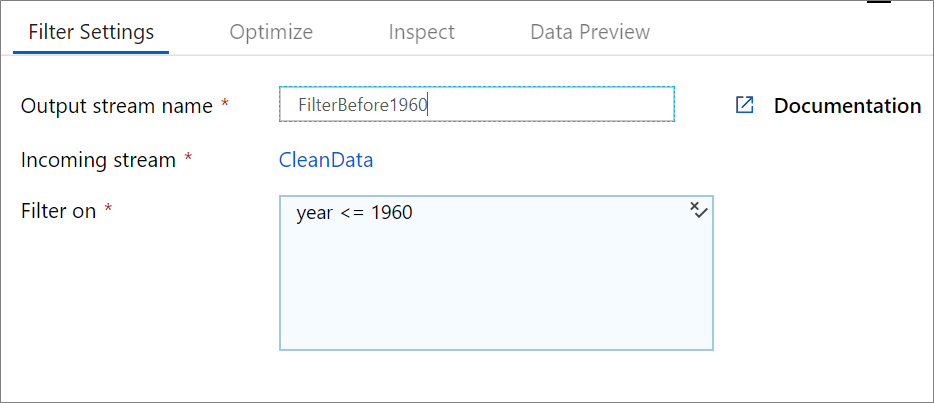 Filter Settings Optimize Inspect Data Preview
Output stream name * FilterBefore1960 Documentation
Incoming stream * CleanData
Filter on * year <= 1960